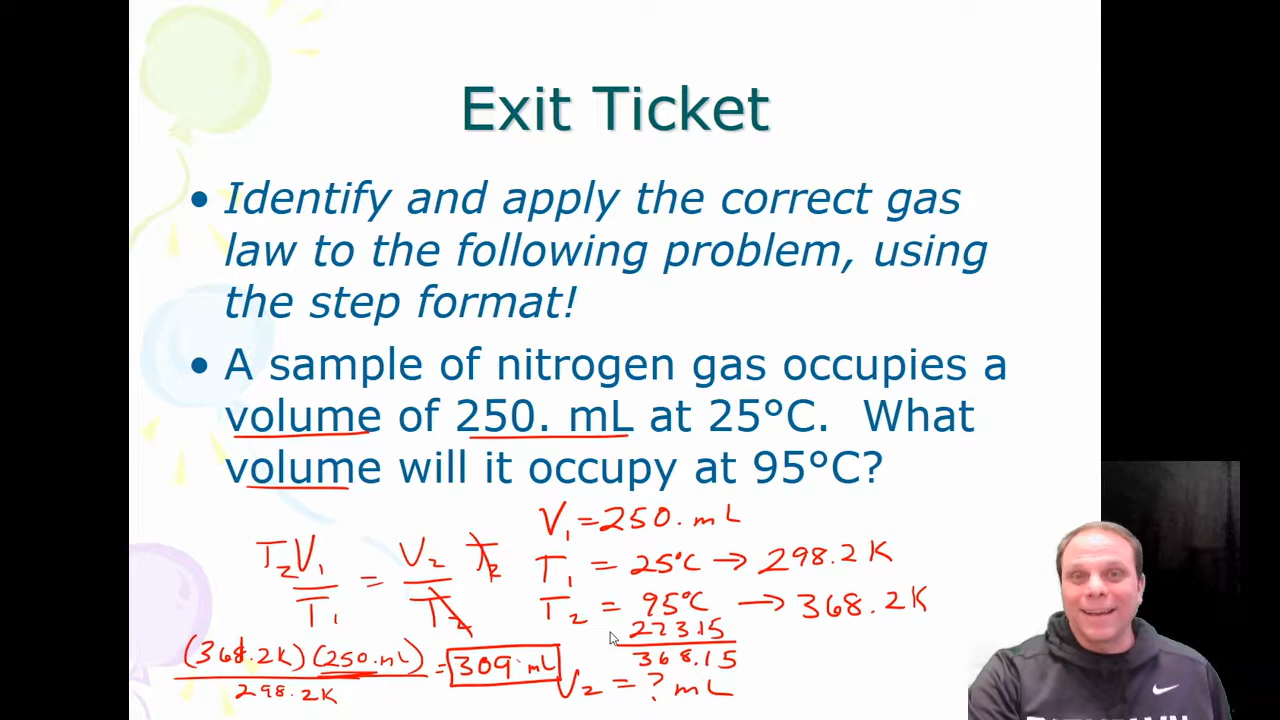 Exit Ticket
• Identify and apply the correct gas
law to the following problem, using
the step format!
• A sample of nitrogen gas occupies a
volume of 250. mL at 25°C. What
volume will it occupy at 95°C?
V₁ = 250. mL
T₂V₁ / T₁ = V₂ T₂ / T₂
T₁ = 25°C → 298.2 K
T₂ = 95°C → 368.2 K
273.15
368.15
(368.2K)(250.mL) / 298.2K = 309. mL
V₂ = ? mL